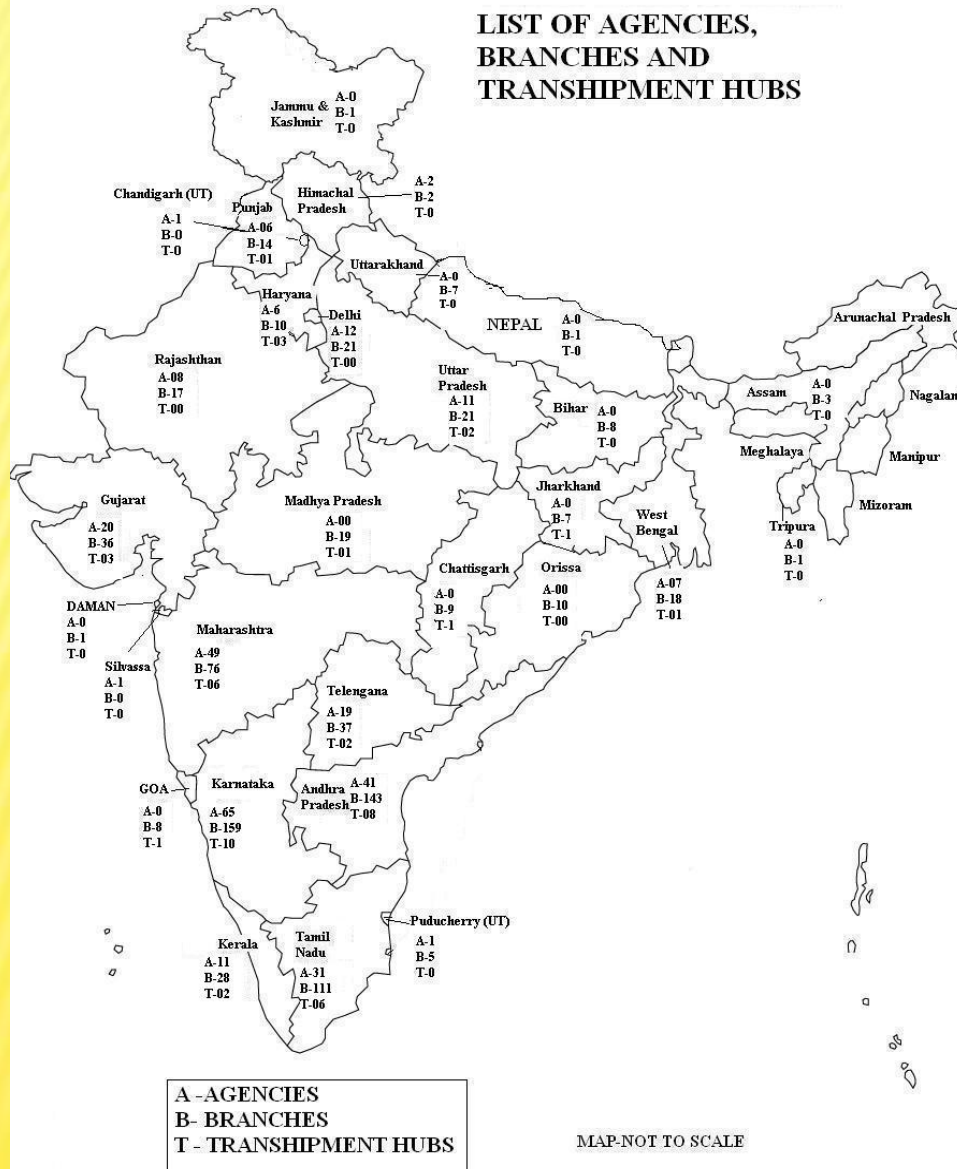 LIST OF AGENCIES,
BRANCHES AND
TRANSHIPMENT HUBS
Jammu &
Kashmir
A-0
B-1
T-0
Chandigarh (UT)
A-1
B-0
T-0
Punjab
A-06
B-14
T-01
Himachal
Pradesh
A-2
B-2
T-0
Uttarakhand
A-0
B-7
T-0
Haryana
A-6
B-10
T-03
Delhi
A-12
B-21
T-00
NEPAL
A-0
B-1
T-0
Arunachal Pradesh
Rajashthan
A-08
B-17
T-00
Uttar
Pradesh
A-11
B-21
T-02
Bihar
A-0
B-8
T-0
Assam
A-0
B-3
T-0
Nagalan
Meghalaya
Manipur
Mizoram
Tripura
A-0
B-1
T-0
Gujarat
A-20
B-36
T-03
Madhya Pradesh
A-00
B-19
T-01
Jharkhand
A-0
B-7
T-1
West
Bengal
A-07
B-18
T-01
Chattisgarh
A-0
B-9
T-1
Orissa
A-00
B-10
T-00
DAMAN
A-0
B-1
T-0
Silvassa
A-1
B-0
T-0
Maharashtra
A-49
B-76
T-06
Telengana
A-19
B-37
T-02
GOA
A-0
B-8
T-1
Karnataka
A-65
B-159
T-10
Andhra
Pradesh
A-41
B-143
T-08
Kerala
A-11
B-28
T-02
Tamil
Nadu
A-31
B-111
T-06
Puducherry (UT)
A-1
B-5
T-0
A -AGENCIES
B- BRANCHES
T - TRANSHIPMENT HUBS
MAP-NOT TO SCALE